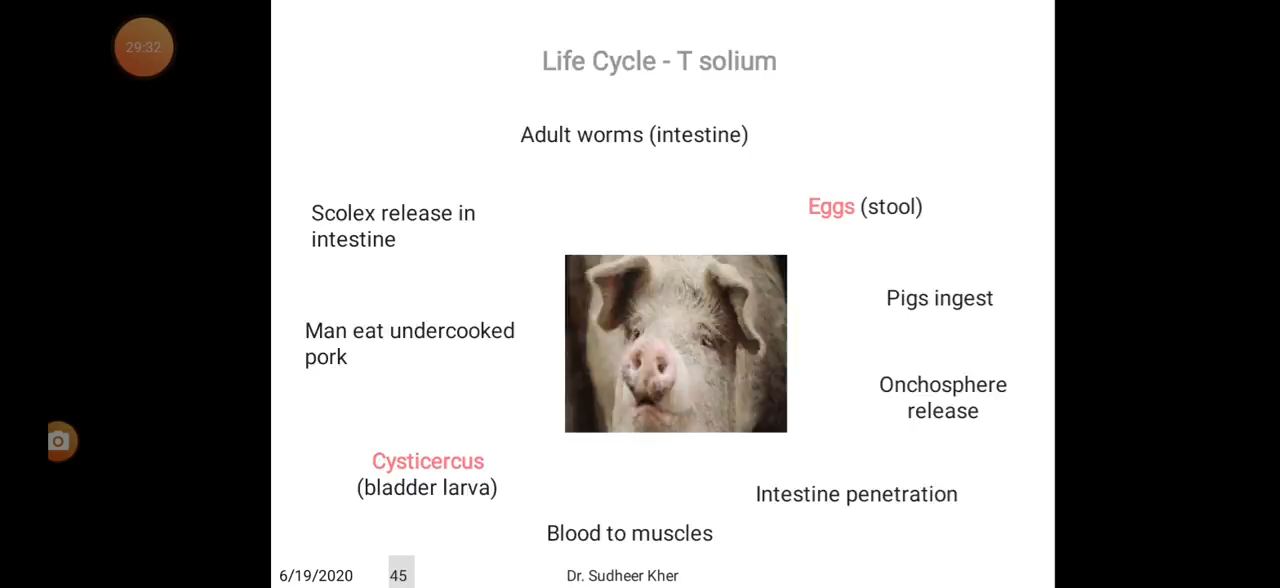 29:32
Life Cycle - T solium
Adult worms (intestine)
Eggs (stool)
Pigs ingest
Onchosphere
release
Intestine penetration
Blood to muscles
Cysticercus
(bladder larva)
Man eat undercooked
pork
Scolex release in
intestine
6/19/2020
45
Dr. Sudheer Kher